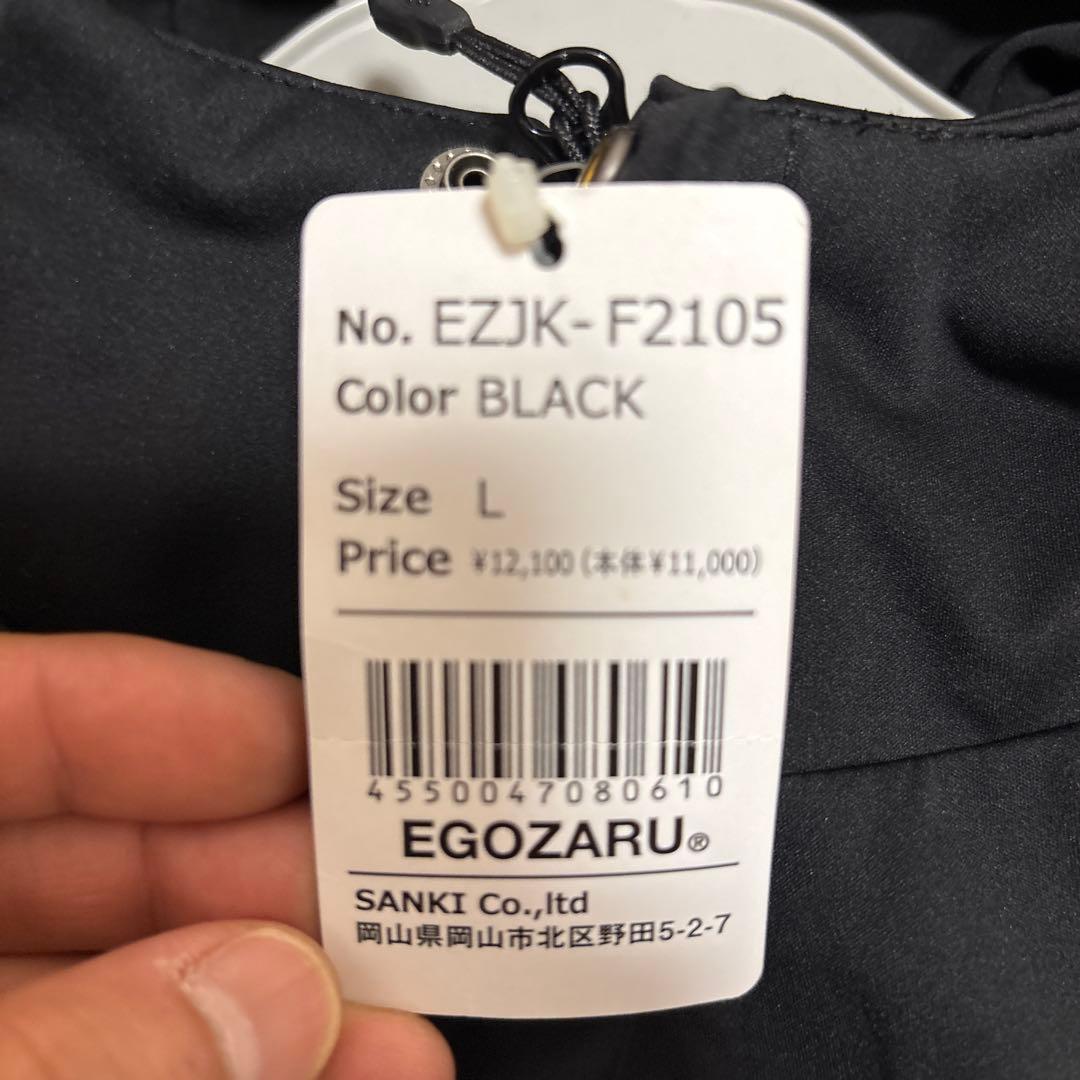 No. EZJK-F2105
Color BLACK
Size L
Price ¥12,100(本体¥11,000)
4550047080610
EGOZARU®
SANKI Co.,ltd
岡山県岡山市北区野田5-2-7